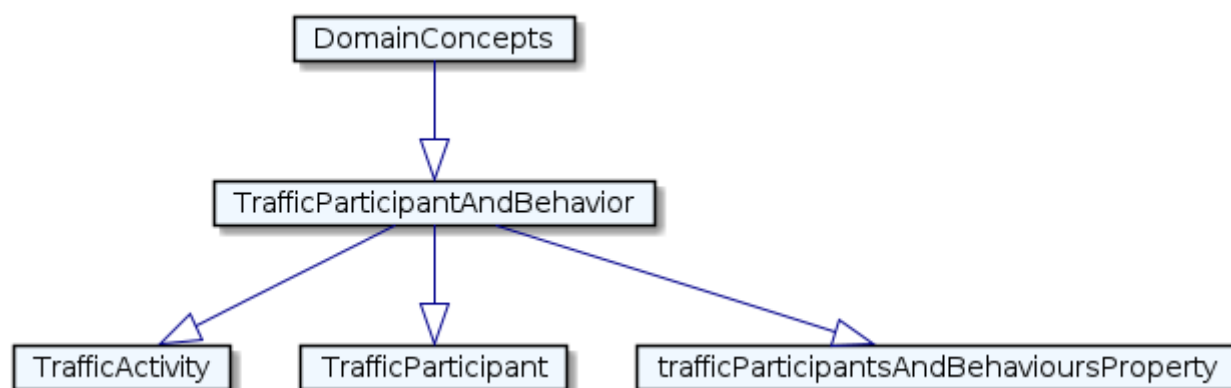 DomainConcepts
TrafficParticipantAndBehavior
TrafficActivity
TrafficParticipant
trafficParticipantsAndBehavioursProperty